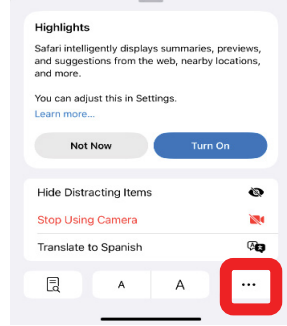 Highlights
Safari intelligently displays summaries, previews,
and suggestions from the web, nearby locations,
and more.
You can adjust this in Settings.
Learn more...
Not Now
Turn On
Hide Distracting Items
Stop Using Camera
Translate to Spanish
A
A
...